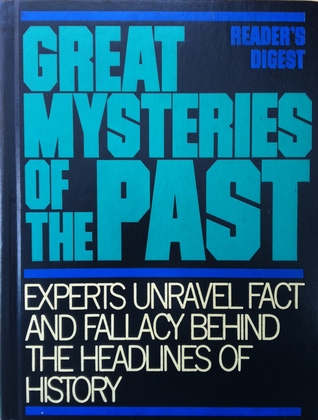 GREAT
READER'S
DIGEST
MYSTERIES
OF
THE PAST
EXPERTS UNRAVEL FACT
AND FALLACY BEHIND
THE HEADLINES OF
HISTORY